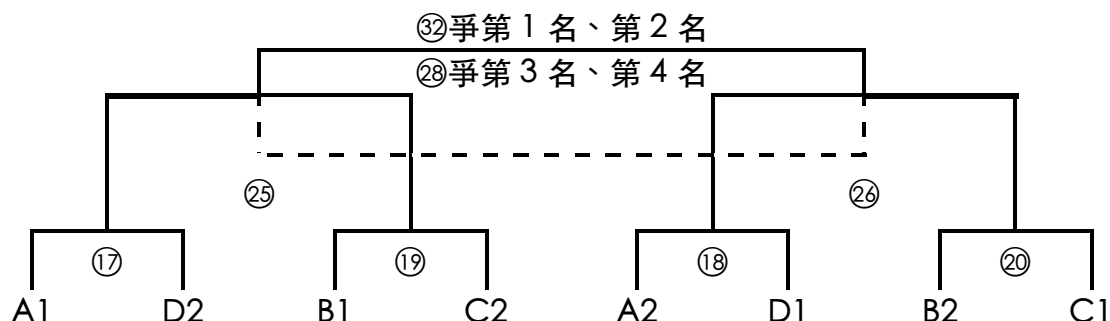 ㉜爭第 1 名、第 2 名
㉘爭第 3 名、第 4 名
㉕ ㉖
⑰ ⑲ ⑱ ⑳
A1 D2 B1 C2 A2 D1 B2 C1